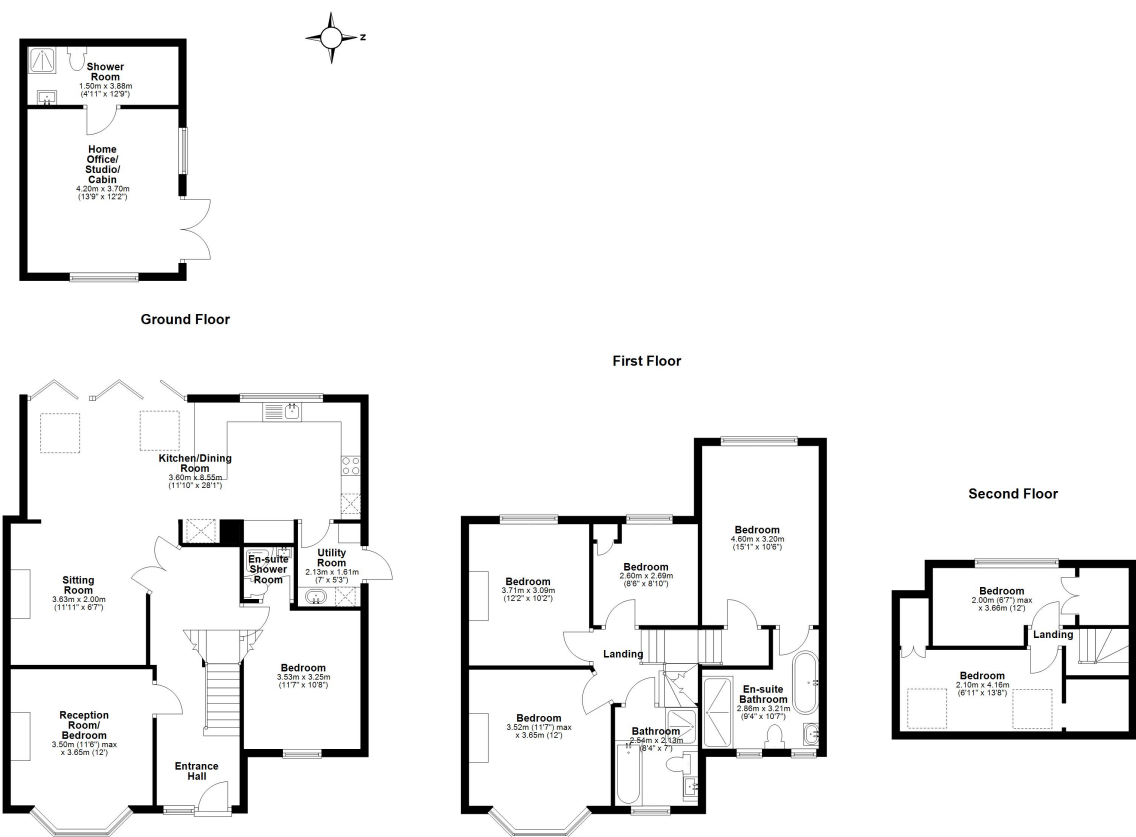 z
Shower
Room
1.50m x 3.88m
(4'11" x 12'9")
Home
Office/
Studio/
Cabin
4.20m x 3.70m
(13'9" x 12'2")
Ground Floor
Kitchen/Dining
Room
3.60m x 8.55m
(11'10" x 28'1")
En-suite
Shower
Room
Utility
Room
2.13m x 1.61m
(7' x 5'3")
Sitting
Room
3.63m x 2.00m
(11'11" x 6'7")
Bedroom
3.53m x 3.25m
(11'7" x 10'8")
Reception
Room/
Bedroom
3.50m (11'6") max
x 3.65m (12')
Entrance
Hall
First Floor
Bedroom
4.60m x 3.20m
(15'1" x 10'6")
Bedroom
3.71m x 3.09m
(12'2" x 10'2")
Bedroom
2.60m x 2.69m
(8'6" x 8'10")
Landing
En-suite
Bathroom
2.86m x 3.21m
(9'4" x 10'7")
Bedroom
3.52m (11'7") max
x 3.65m (12')
Bathroom
2.54m x 2.13m
(8'4" x 7')
Second Floor
Bedroom
2.00m (6'7") max
x 3.66m (12')
Landing
Bedroom
2.10m x 4.16m
(6'11" x 13'8")